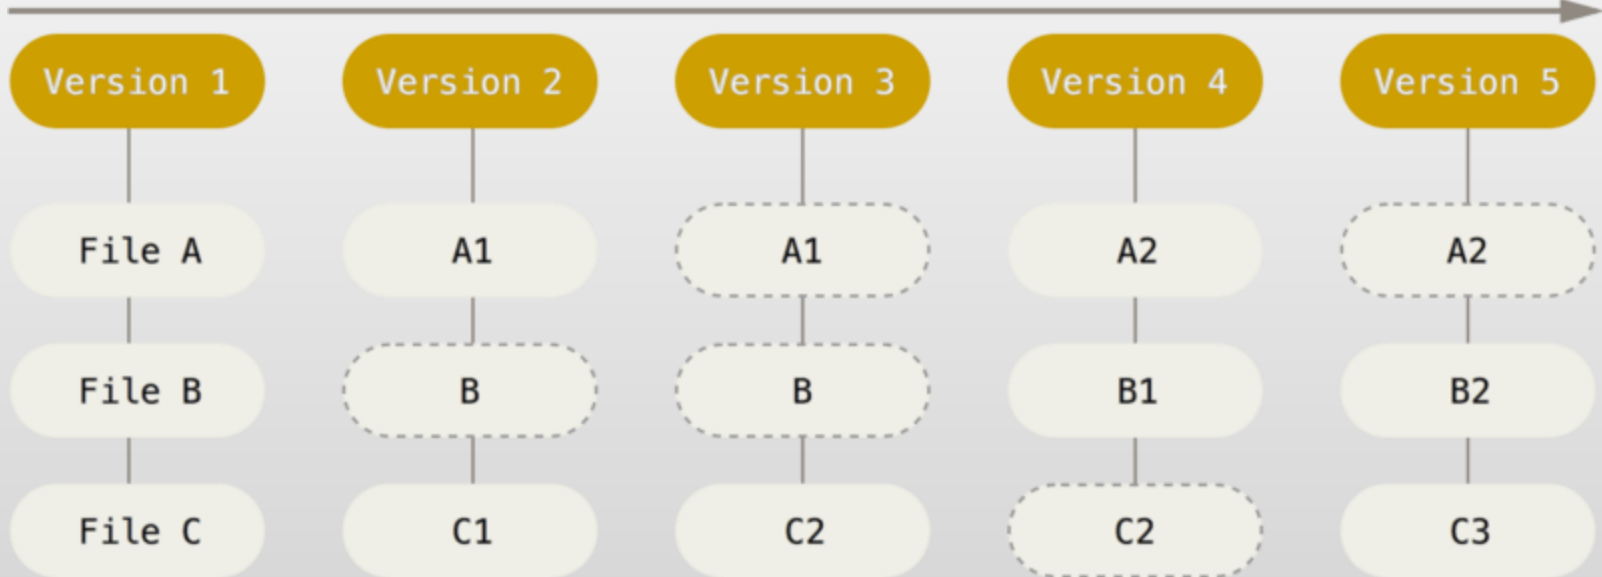 Version 1 Version 2 Version 3 Version 4 Version 5
File A A1 A1 A2 A2
File B B B B1 B2
File C C1 C2 C2 C3